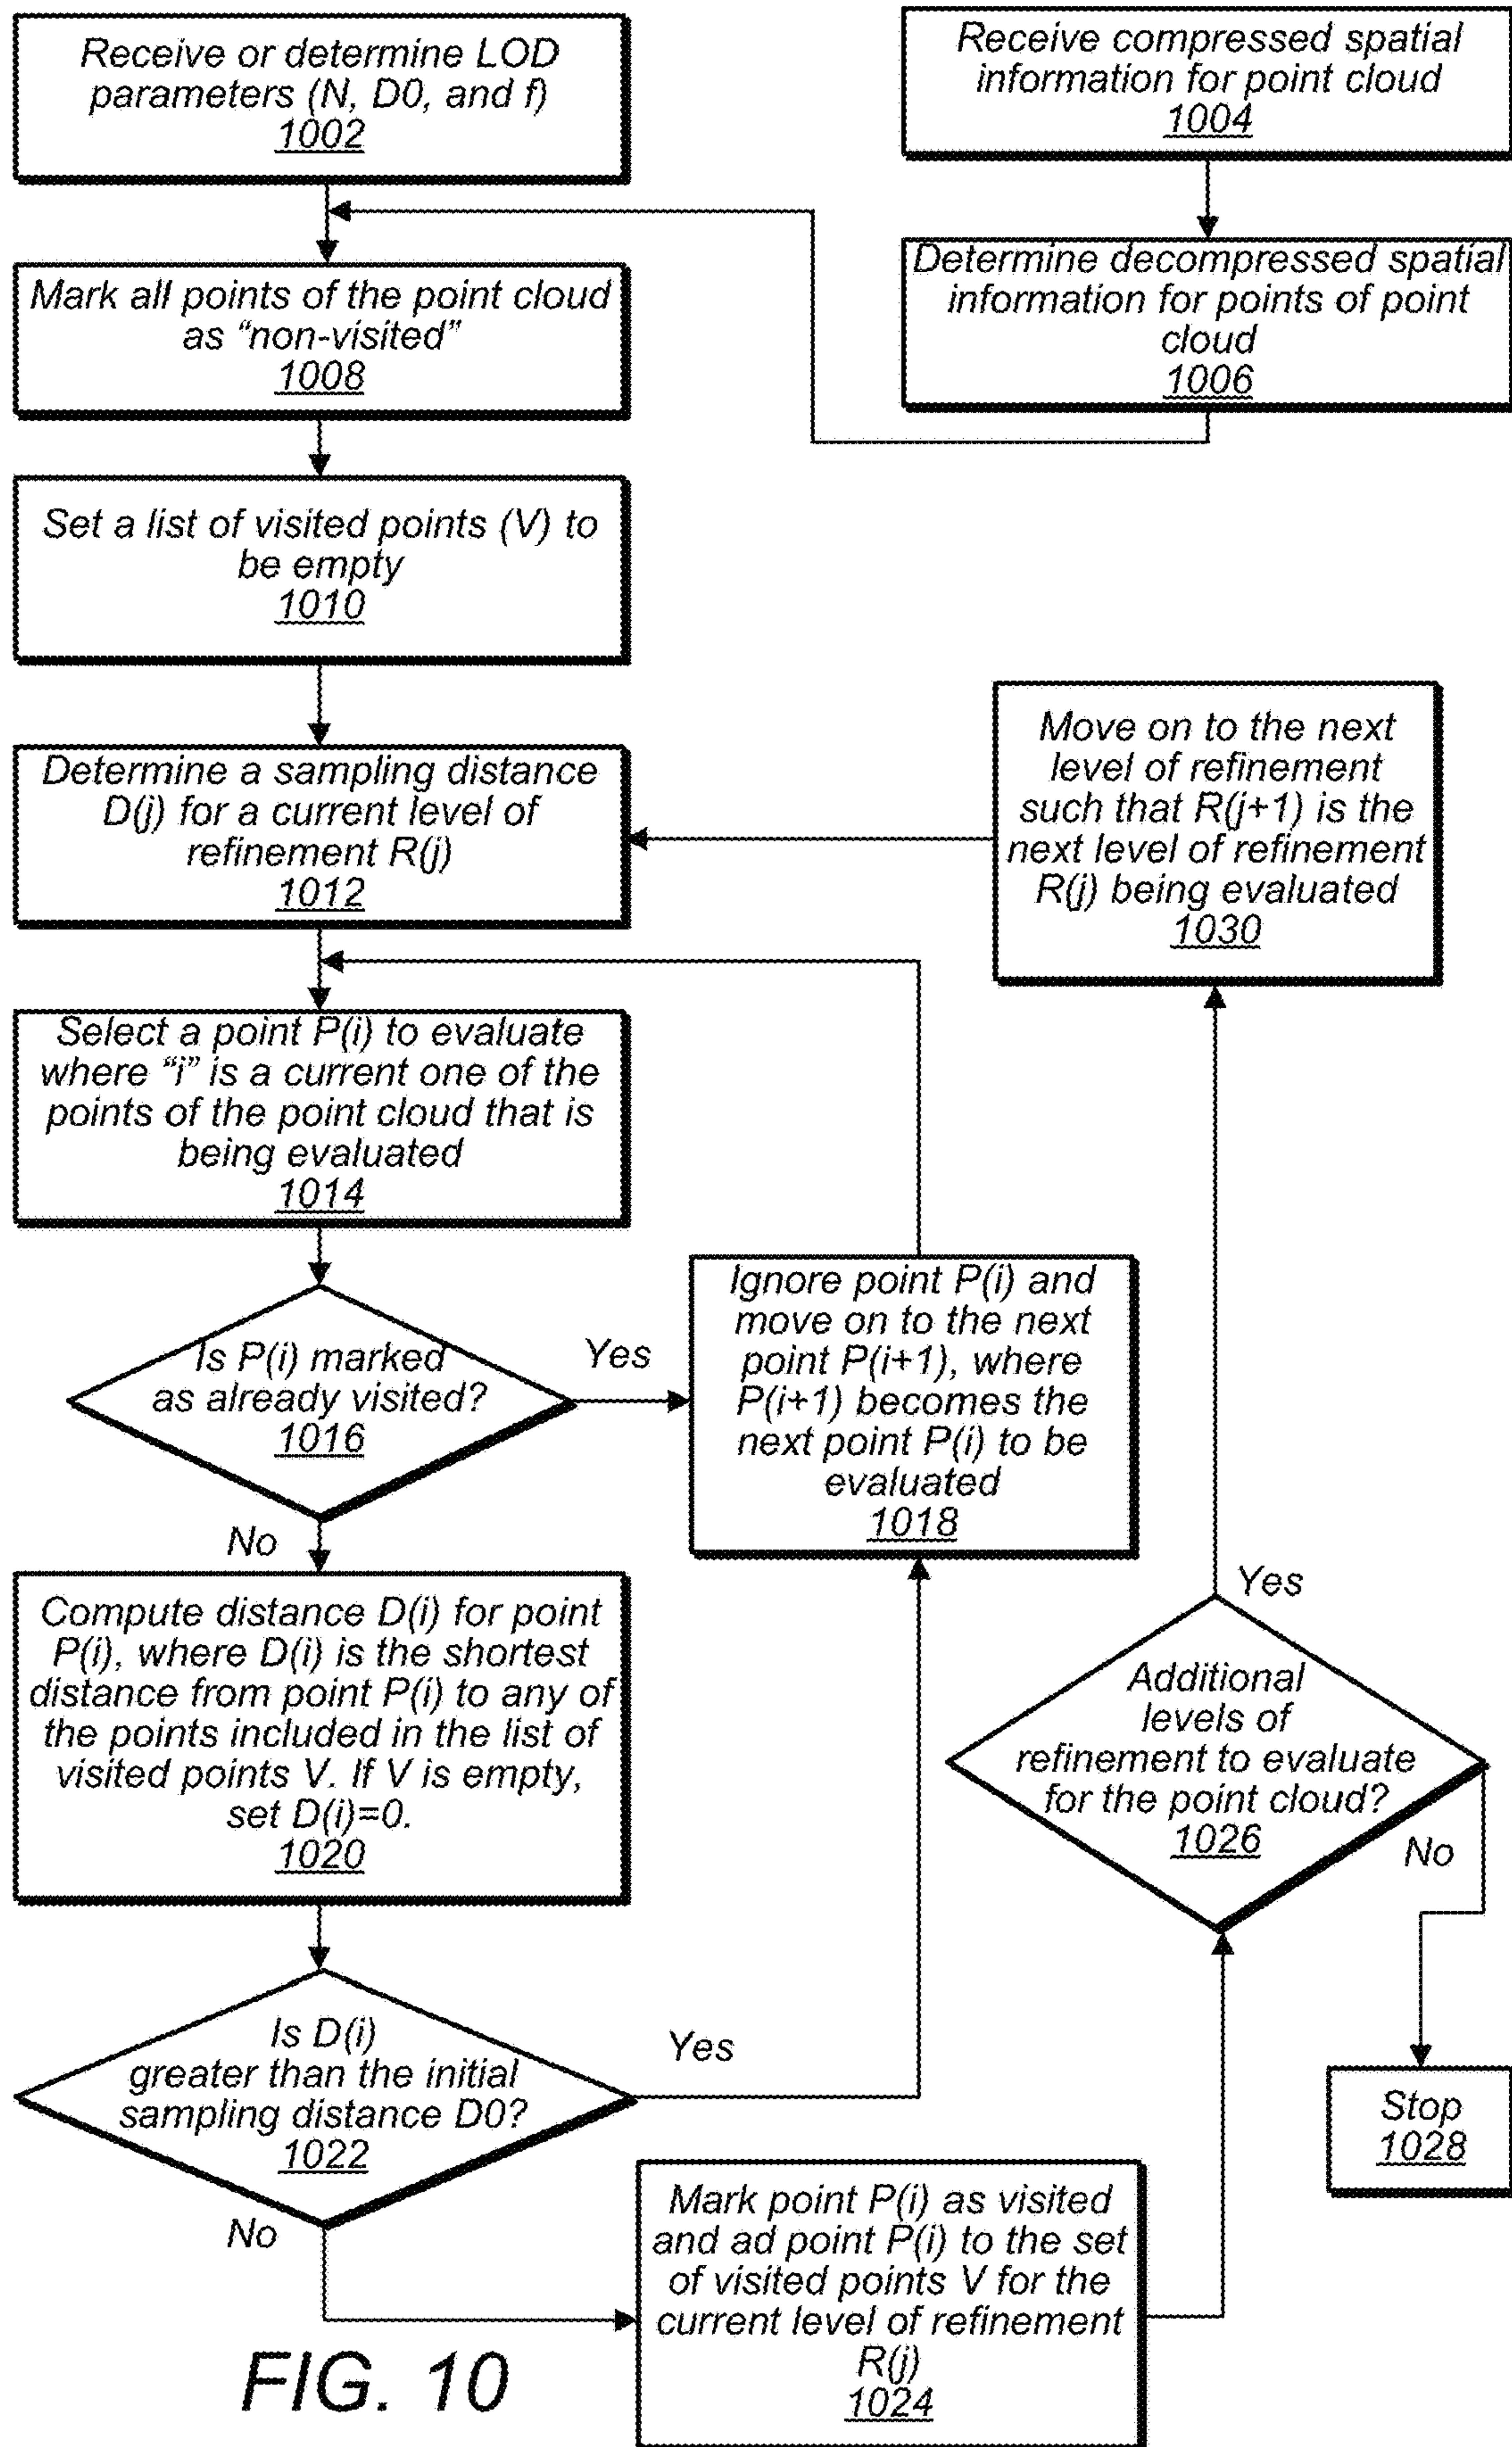 Receive or determine LOD
parameters (N, D0, and f)
1002
Receive compressed spatial
information for point cloud
1004
Determine decompressed spatial
information for points of point
cloud
1006
Mark all points of the point cloud
as “non-visited”
1008
Set a list of visited points (V) to
be empty
1010
Determine a sampling distance
D(j) for a current level of
refinement R(j)
1012
Move on to the next
level of refinement
such that R(j+1) is the
next level of refinement
R(j) being evaluated
1030
Select a point P(i) to evaluate
where “i” is a current one of the
points of the point cloud that is
being evaluated
1014
Is P(i) marked
as already visited?
1016
Yes
No
Ignore point P(i) and
move on to the next
point P(i+1), where
P(i+1) becomes the
next point P(i) to be
evaluated
1018
Compute distance D(i) for point
P(i), where D(i) is the shortest
distance from point P(i) to any of
the points included in the list of
visited points V. If V is empty,
set D(i)=0.
1020
Yes
Additional
levels of
refinement to evaluate
for the point cloud?
1026
No
Is D(i)
greater than the initial
sampling distance D0?
1022
Yes
No
Stop
1028
Mark point P(i) as visited
and ad point P(i) to the set
of visited points V for the
current level of refinement
R(j)
1024
FIG. 10